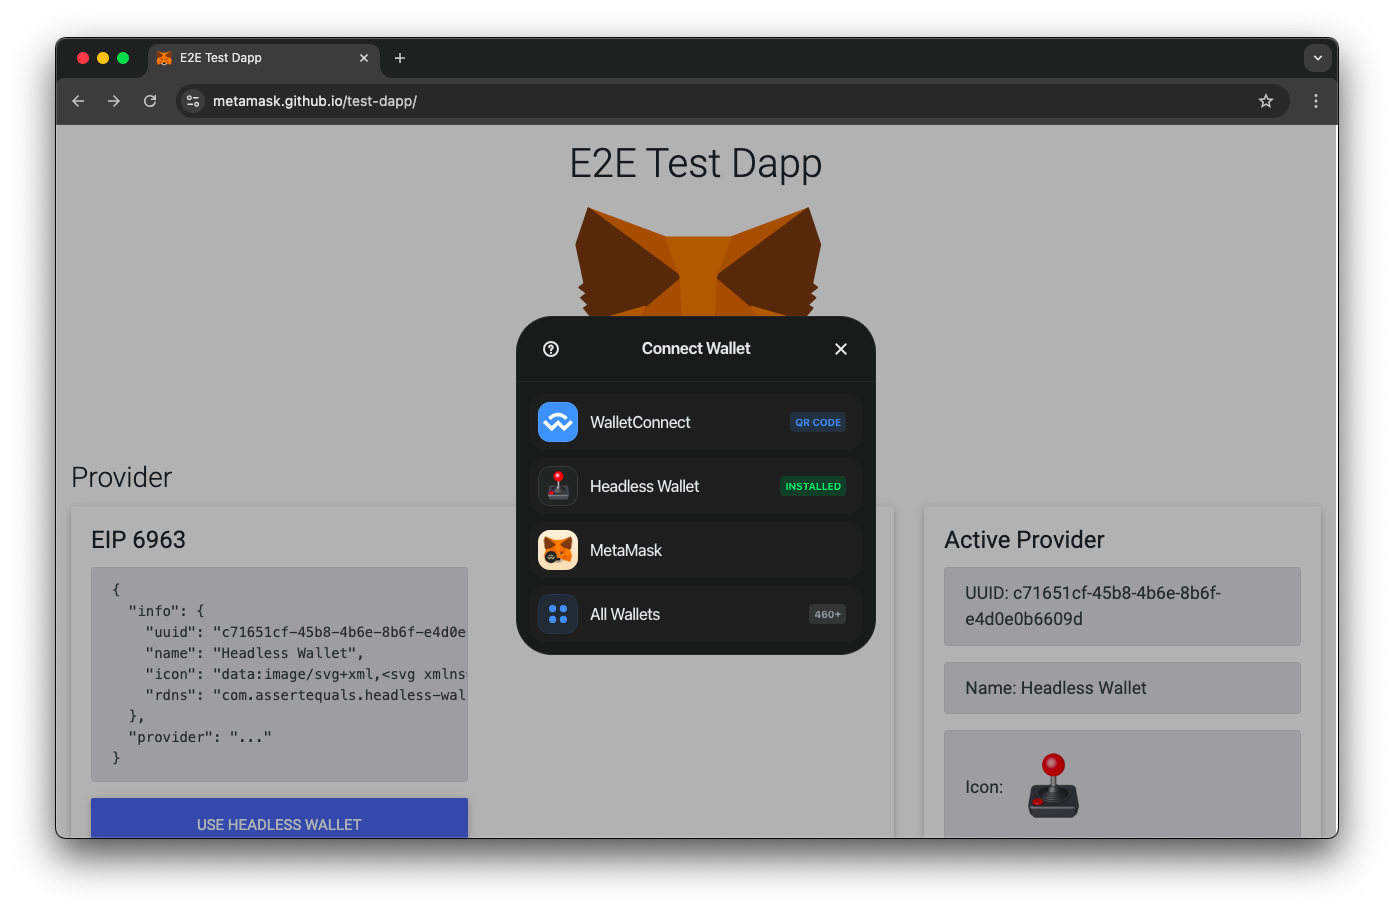 E2E Test Dapp
metamask.github.io/test-dapp/
E2E Test Dapp
Connect Wallet
WalletConnect
QR CODE
Headless Wallet
INSTALLED
MetaMask
All Wallets
460+
Provider
EIP 6963
{
"info": {
"uuid": "c71651cf-45b8-4b6e-8b6f-e4d0e
"name": "Headless Wallet",
"icon": "data:image/svg+xml,<svg xmlns
"rdns": "com.assertequals.headless-wal
},
"provider": "..."
}
USE HEADLESS WALLET
Active Provider
UUID: c71651cf-45b8-4b6e-8b6f-
e4d0e0b6609d
Name: Headless Wallet
Icon: